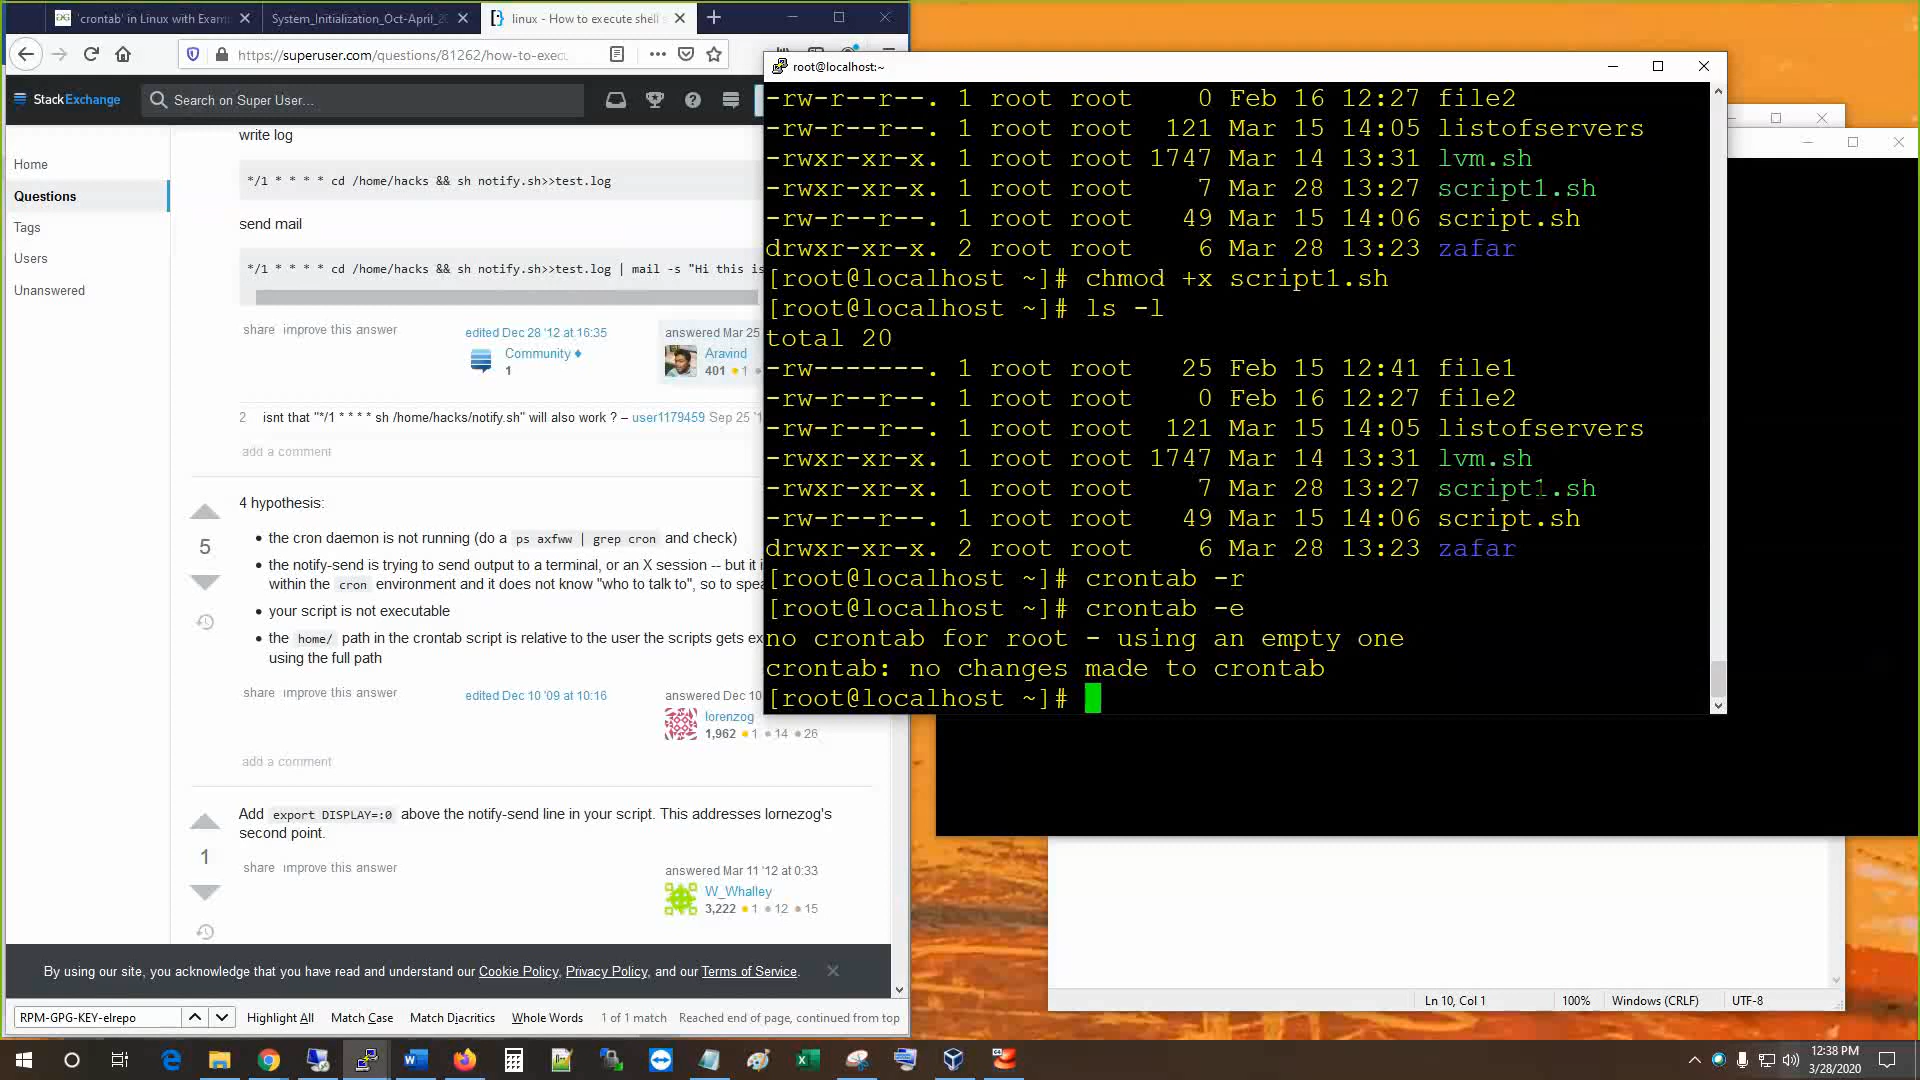 'crontab' in Linux with Exam
System_Initialization_Oct-April_20
linux - How to execute shell s
https://superuser.com/questions/81262/how-to-exec
StackExchange
Search on Super User...
Home
Questions
Tags
Users
Unanswered
write log
*/1 * * * * cd /home/hacks && sh notify.sh>>test.log
send mail
*/1 * * * * cd /home/hacks && sh notify.sh>>test.log | mail -s "Hi this is
share improve this answer
edited Dec 28 '12 at 16:35
Community ♦
1
answered Mar 25
Aravind
401 ●1
2 isnt that "*/1 * * * * sh /home/hacks/notify.sh" will also work ? – user1179459 Sep 25 '1
add a comment
5
4 hypothesis:
• the cron daemon is not running (do a ps axfww | grep cron and check)
• the notify-send is trying to send output to a terminal, or an X session -- but it i
within the cron environment and it does not know "who to talk to", so to spea
• your script is not executable
• the home/ path in the crontab script is relative to the user the scripts gets ex
using the full path
share improve this answer
edited Dec 10 '09 at 10:16
answered Dec 10
lorenzog
1,962 ●1 ●14 ●26
add a comment
1
Add export DISPLAY=:0 above the notify-send line in your script. This addresses lornezog's
second point.
share improve this answer
answered Mar 11 '12 at 0:33
W_Whalley
3,222 ●1 ●12 ●15
By using our site, you acknowledge that you have read and understand our Cookie Policy, Privacy Policy, and our Terms of Service.
RPM-GPG-KEY-elrepo
Highlight All
Match Case
Match Diacritics
Whole Words
1 of 1 match
Reached end of page, continued from top
root@localhost:~
-rw-r--r--. 1 root root 0 Feb 16 12:27 file2
-rw-r--r--. 1 root root 121 Mar 15 14:05 listofservers
-rwxr-xr-x. 1 root root 1747 Mar 14 13:31 lvm.sh
-rwxr-xr-x. 1 root root 7 Mar 28 13:27 script1.sh
-rw-r--r--. 1 root root 49 Mar 15 14:06 script.sh
drwxr-xr-x. 2 root root 6 Mar 28 13:23 zafar
[root@localhost ~]# chmod +x script1.sh
[root@localhost ~]# ls -l
total 20
-rw-------. 1 root root 25 Feb 15 12:41 file1
-rw-r--r--. 1 root root 0 Feb 16 12:27 file2
-rw-r--r--. 1 root root 121 Mar 15 14:05 listofservers
-rwxr-xr-x. 1 root root 1747 Mar 14 13:31 lvm.sh
-rwxr-xr-x. 1 root root 7 Mar 28 13:27 script1.sh
-rw-r--r--. 1 root root 49 Mar 15 14:06 script.sh
drwxr-xr-x. 2 root root 6 Mar 28 13:23 zafar
[root@localhost ~]# crontab -r
[root@localhost ~]# crontab -e
no crontab for root - using an empty one
crontab: no changes made to crontab
[root@localhost ~]#
Ln 10, Col 1
100%
Windows (CRLF)
UTF-8
12:38 PM
3/28/2020